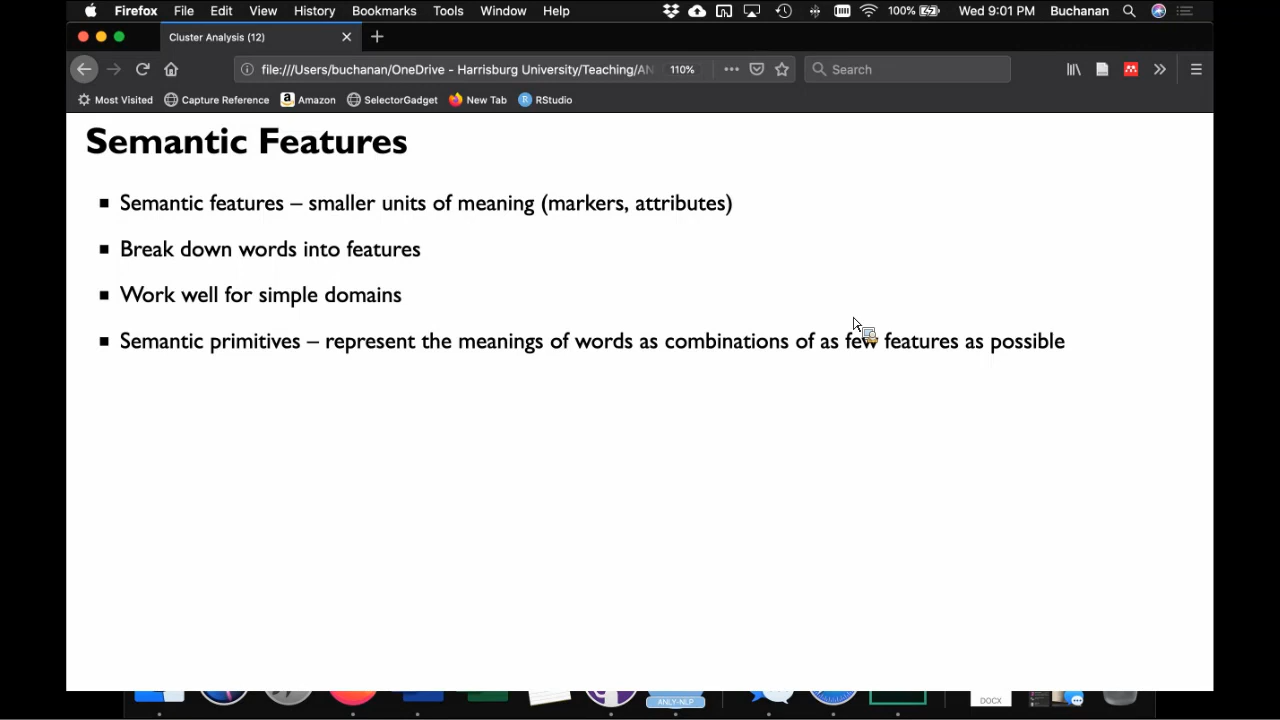 Firefox File Edit View History Bookmarks Tools Window Help 100% Wed 9:01 PM Buchanan
Cluster Analysis (12)
file:///Users/buchanan/OneDrive - Harrisburg University/Teaching/AN 110% Search
Most Visited Capture Reference Amazon SelectorGadget New Tab RStudio
Semantic Features
Semantic features – smaller units of meaning (markers, attributes)
Break down words into features
Work well for simple domains
Semantic primitives – represent the meanings of words as combinations of as few features as possible
ANLY-NLP DOCX